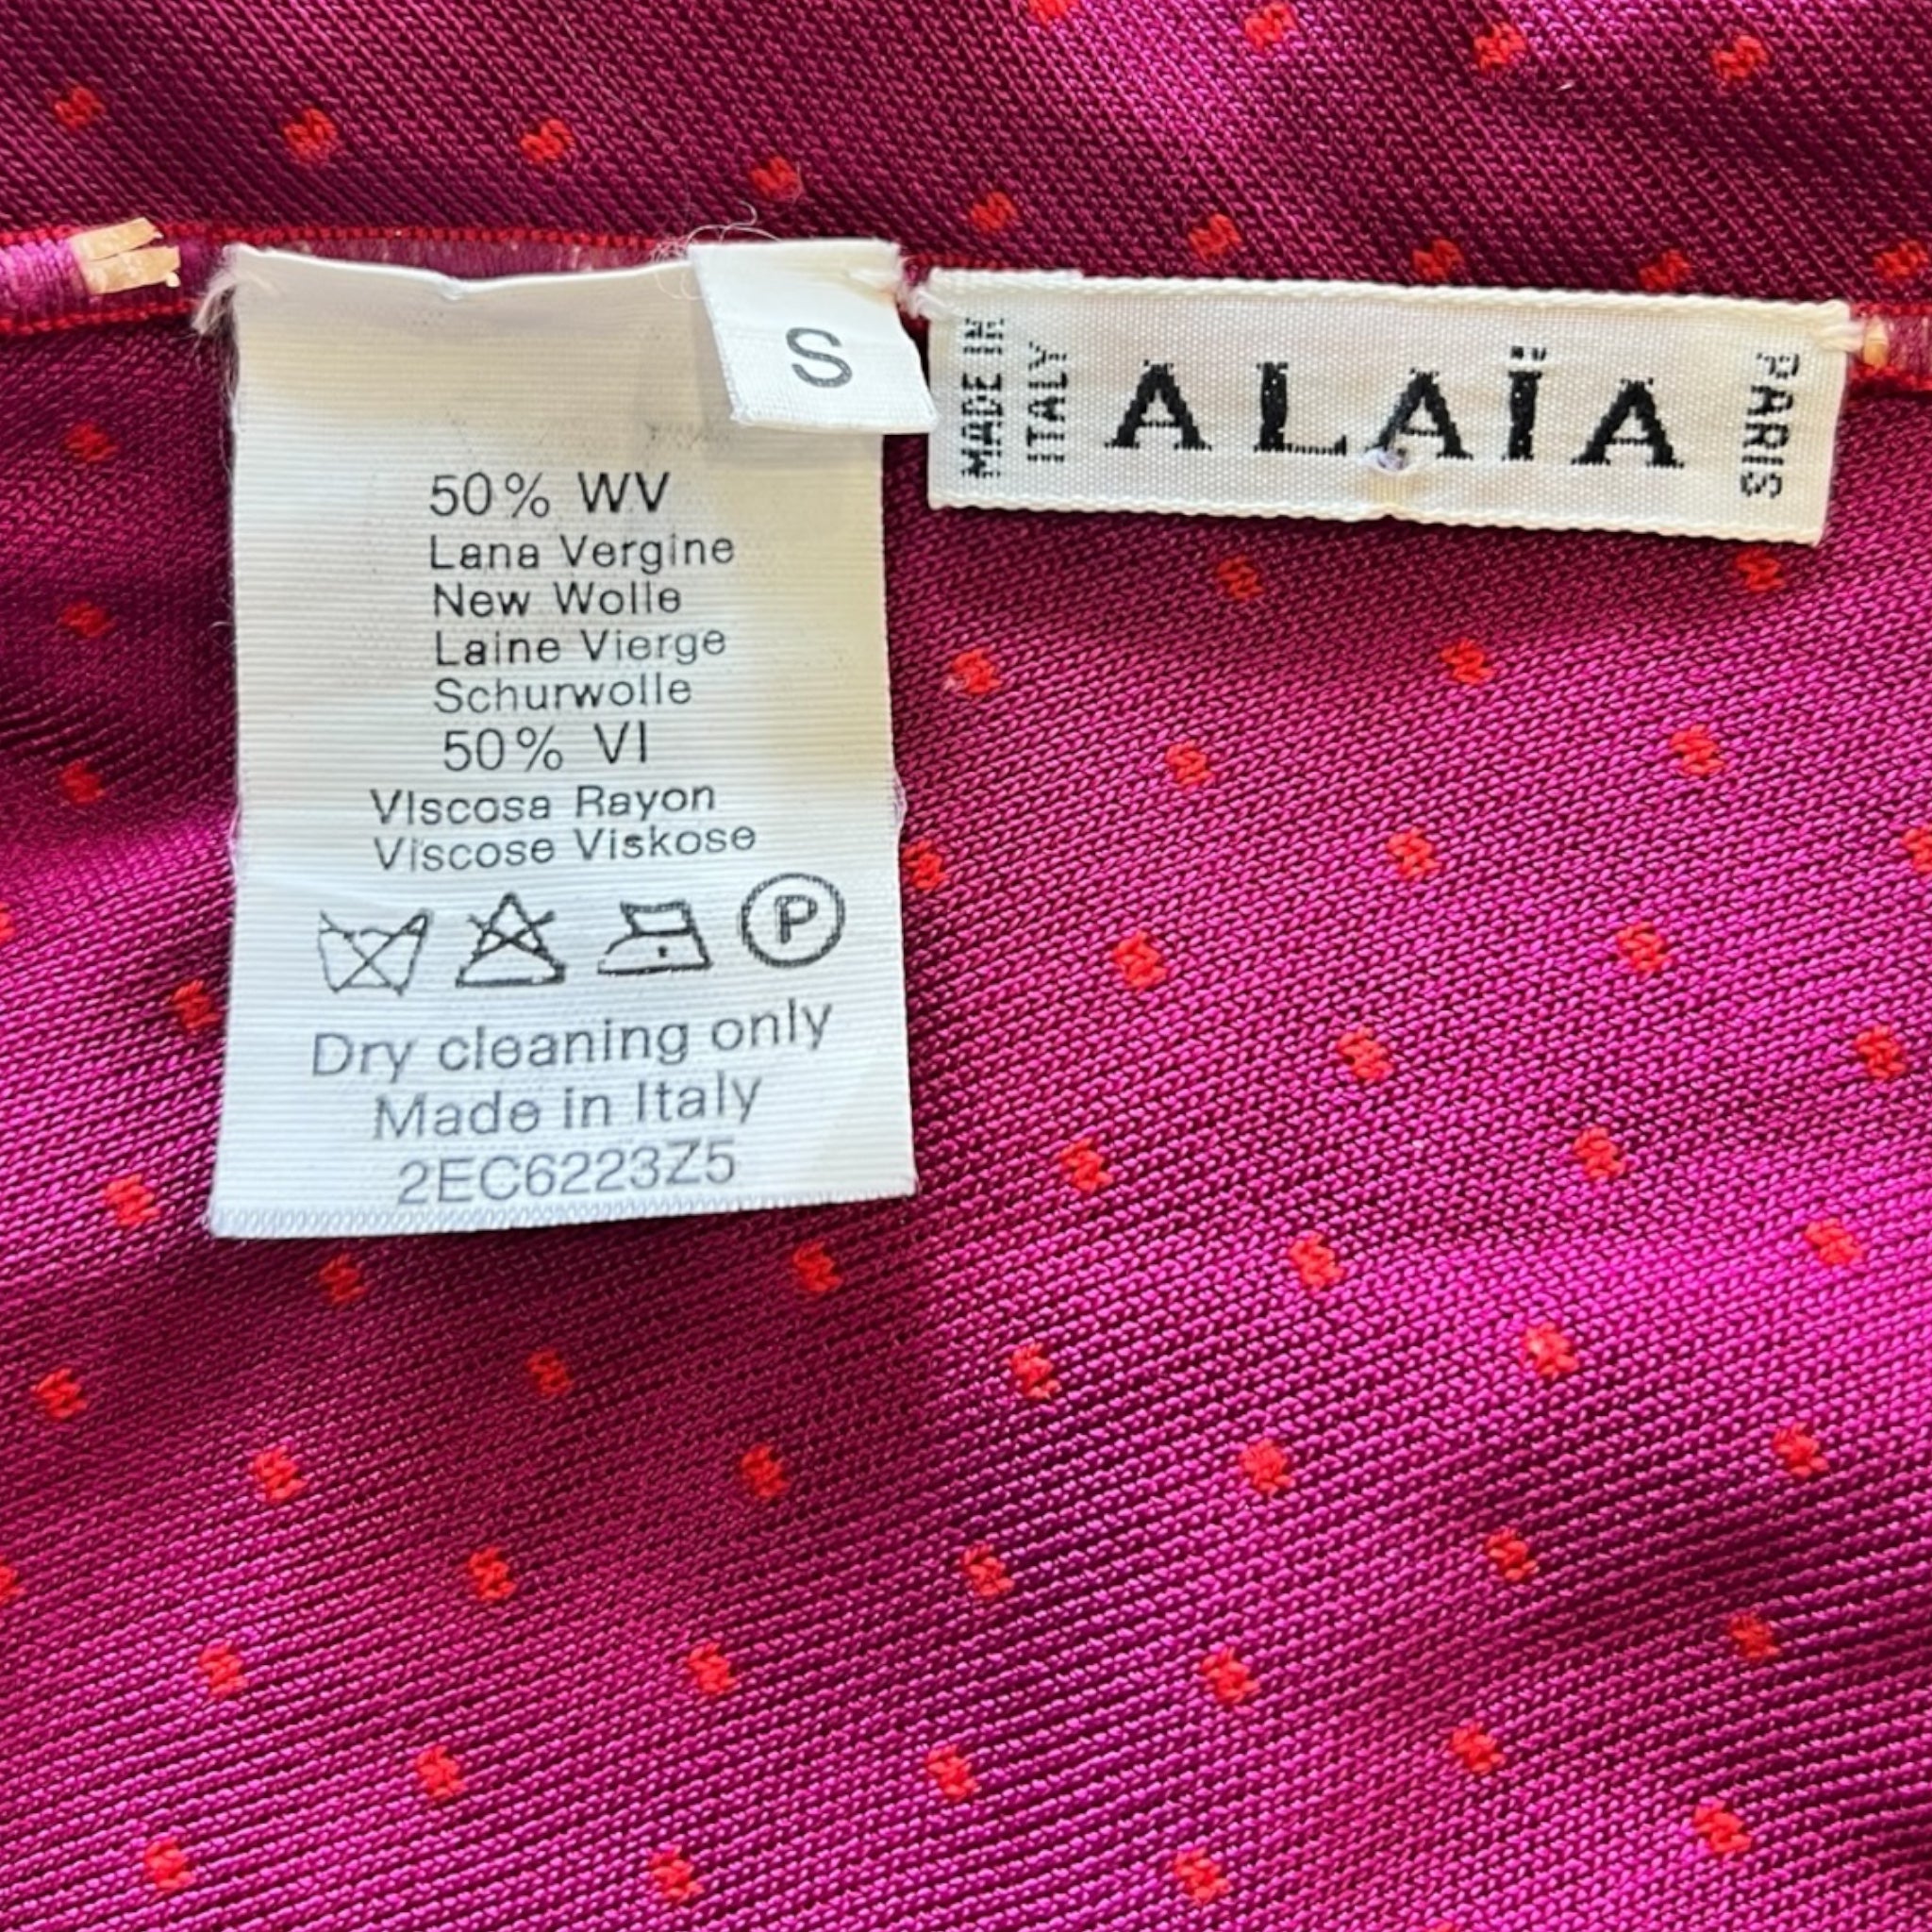 S
50% WV
Lana Vergine
New Wolle
Laine Vierge
Schurwolle
50% VI
VIscosa Rayon
Viscose Viskose
P
Dry cleaning only
Made in Italy
2EC6223Z5
MADE IN
ITALY
ALAÏA
PARIS